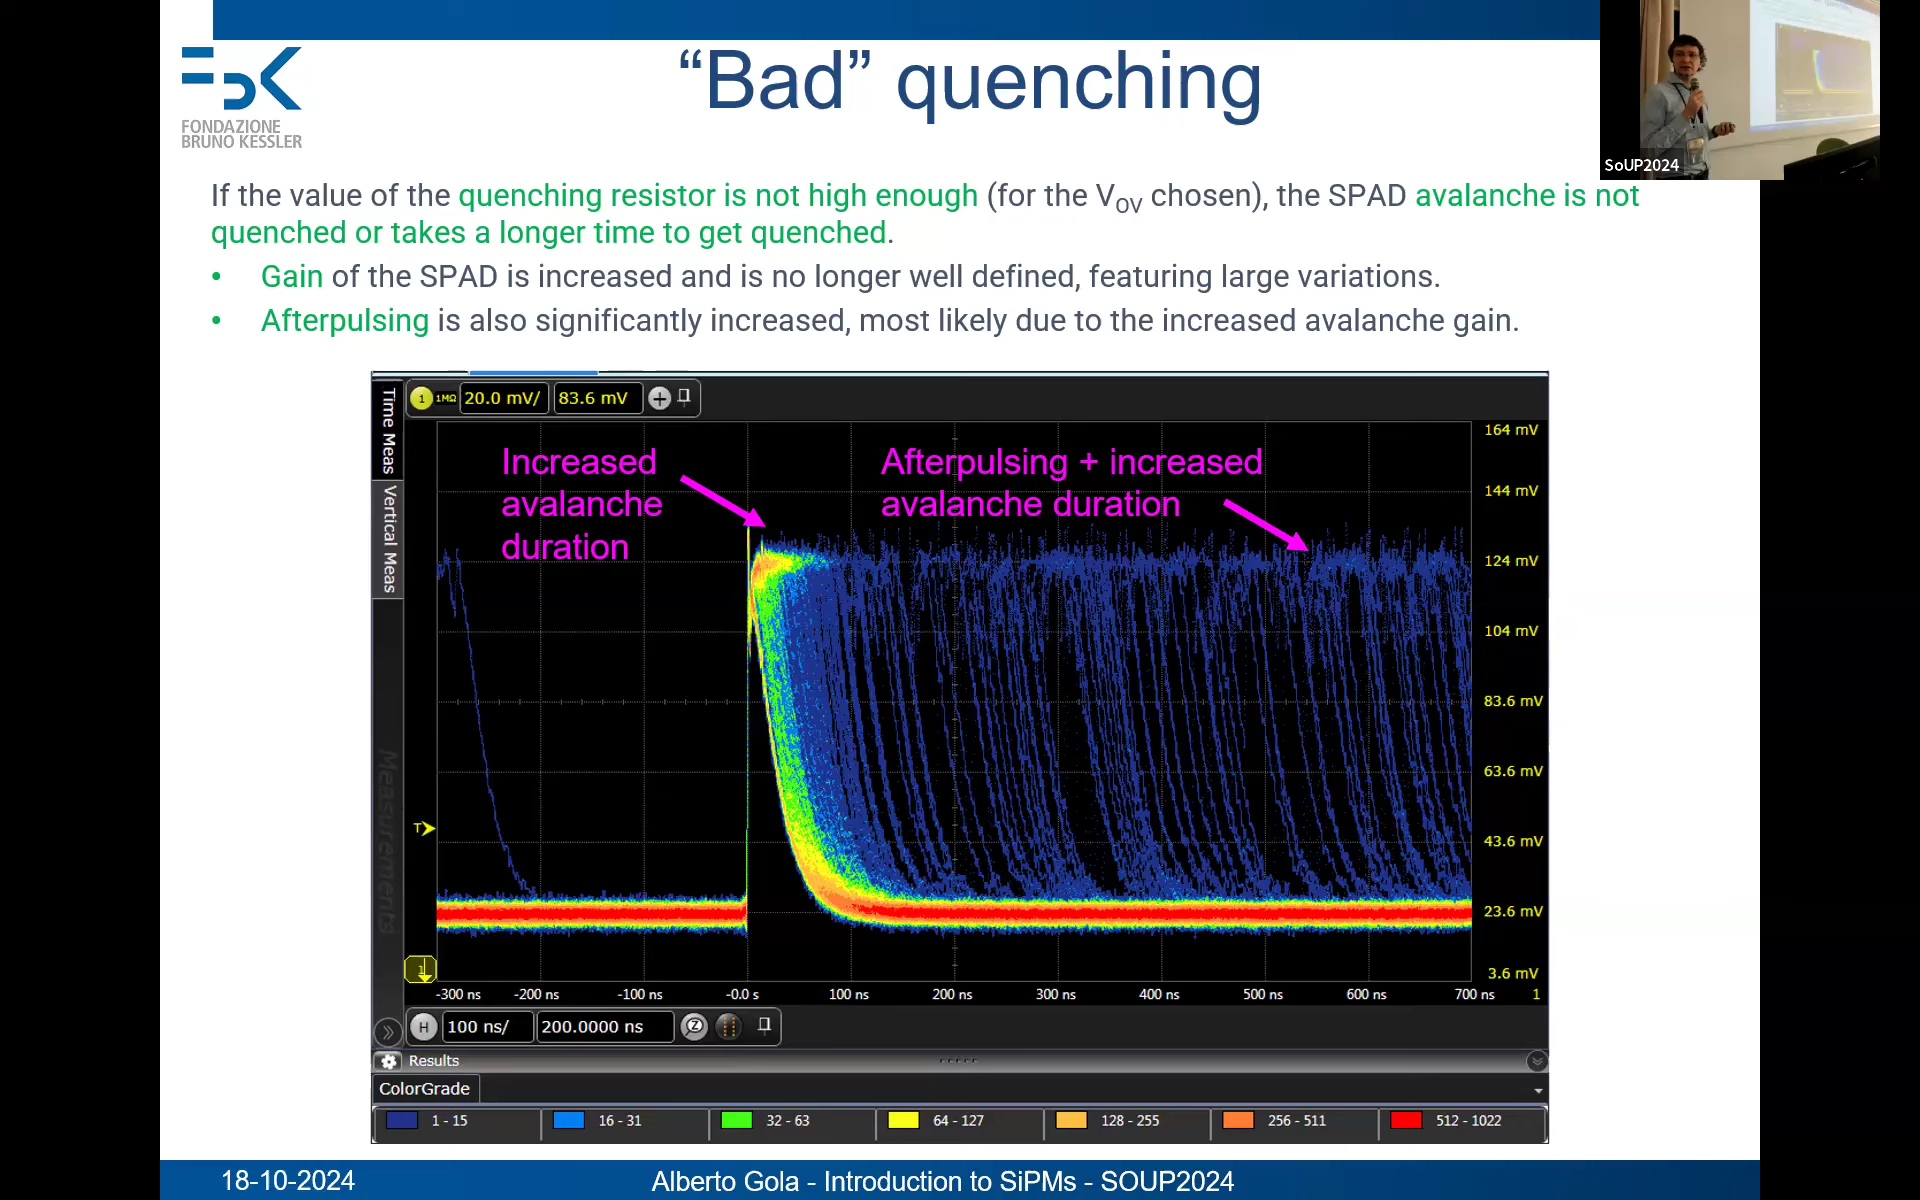 FONDAZIONE
BRUNO KESSLER
"Bad" quenching
SoUP2024
If the value of the quenching resistor is not high enough (for the VOV chosen), the SPAD avalanche is not
quenched or takes a longer time to get quenched.
• Gain of the SPAD is increased and is no longer well defined, featuring large variations.
• Afterpulsing is also significantly increased, most likely due to the increased avalanche gain.
Time Meas
Vertical Meas
Measurements
1 1MΩ 20.0 mV/ 83.6 mV
Increased
avalanche
duration
Afterpulsing + increased
avalanche duration
164 mV
144 mV
124 mV
104 mV
83.6 mV
63.6 mV
43.6 mV
23.6 mV
3.6 mV
T
1
-300 ns -200 ns -100 ns -0.0 s 100 ns 200 ns 300 ns 400 ns 500 ns 600 ns 700 ns 1
H 100 ns/ 200.0000 ns Z
Results
ColorGrade
1 - 15 16 - 31 32 - 63 64 - 127 128 - 255 256 - 511 512 - 1022
18-10-2024 Alberto Gola - Introduction to SiPMs - SOUP2024